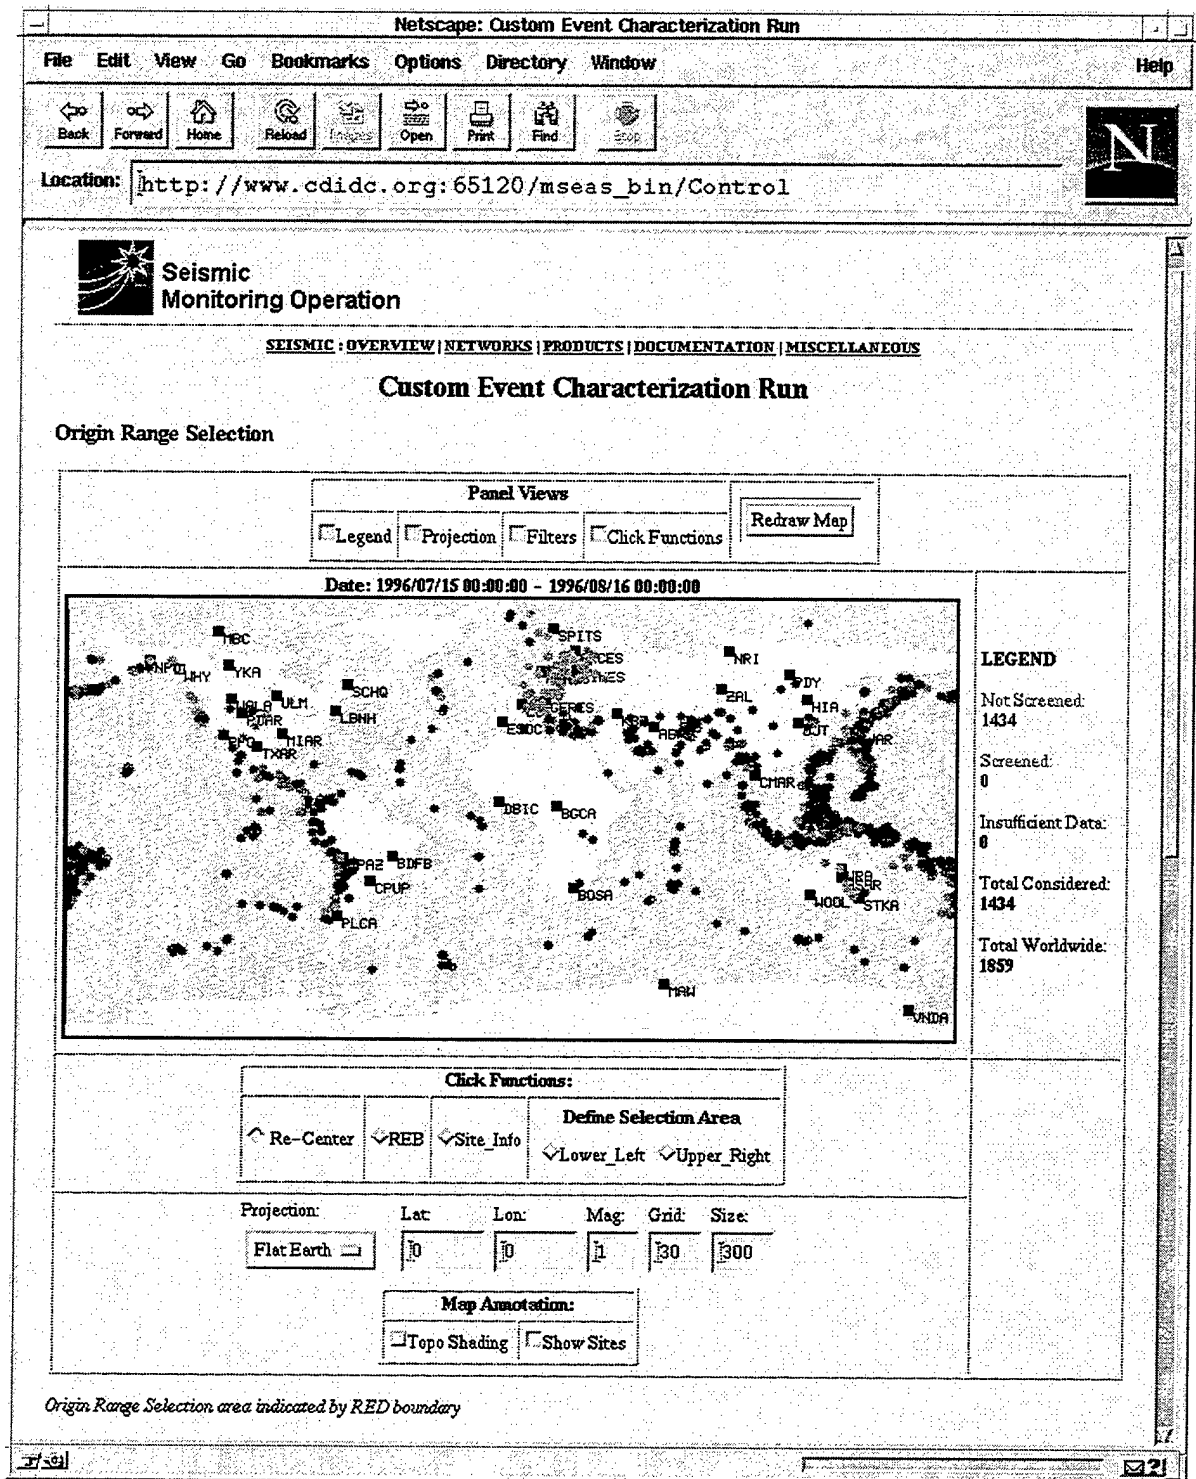 Netscape: Custom Event Characterization Run
File Edit View Go Bookmarks Options Directory Window Help
Back Forward Home Reload Images Open Print Find Stop
N
Location: http://www.cdidc.org:65120/mseas_bin/Control
Seismic
Monitoring Operation
SEISMIC : OVERVIEW | NETWORKS | PRODUCTS | DOCUMENTATION | MISCELLANEOUS
Custom Event Characterization Run
Origin Range Selection
Panel Views
Legend Projection Filters Click Functions
Redraw Map
Date: 1996/07/15 00:00:00 - 1996/08/16 00:00:00
MBC
SPITS
NRI
WHY
YKA
PDY
SCHQ
ULM
ZAL
HIA
PDAR
LBNH
GERES
ESDC
MIAR
TXAR
CMAR
DBIC
BGCA
BDFB
CPUP
BOSA
WOOL
STKA
PLCA
MAW
VNDA
LEGEND
Not Screened:
1434
Screened:
0
Insufficient Data:
0
Total Considered:
1434
Total Worldwide:
1859
Click Functions:
Re-Center REB Site_Info
Define Selection Area
Lower_Left Upper_Right
Projection: Lat: Lon: Mag: Grid: Size:
Flat Earth 0 0 1 30 300
Map Annotation:
Topo Shading Show Sites
Origin Range Selection area indicated by RED boundary